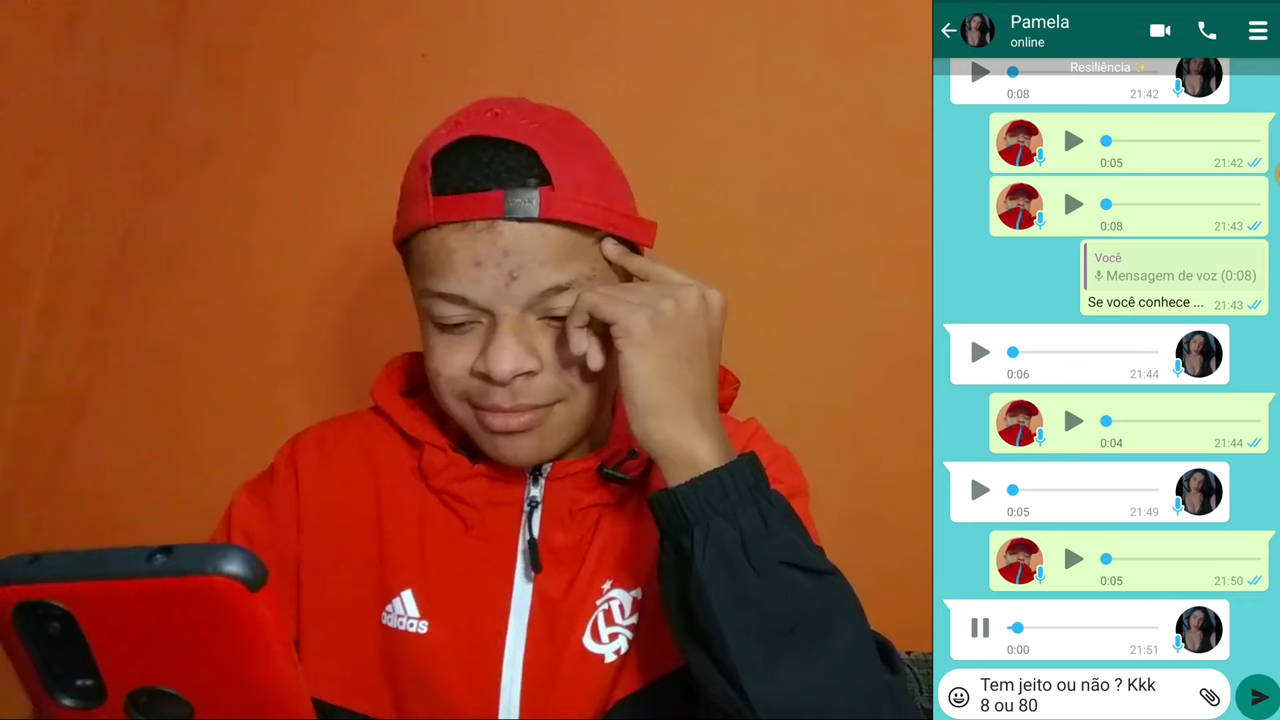 Pamela
online
Resiliência ✨
0:08 21:42
0:05 21:42
0:08 21:43
Você
Mensagem de voz (0:08)
Se você conhece ... 21:43
0:06 21:44
0:04 21:44
0:05 21:49
0:05 21:50
0:00 21:51
Tem jeito ou não ? Kkk
8 ou 80
adidas